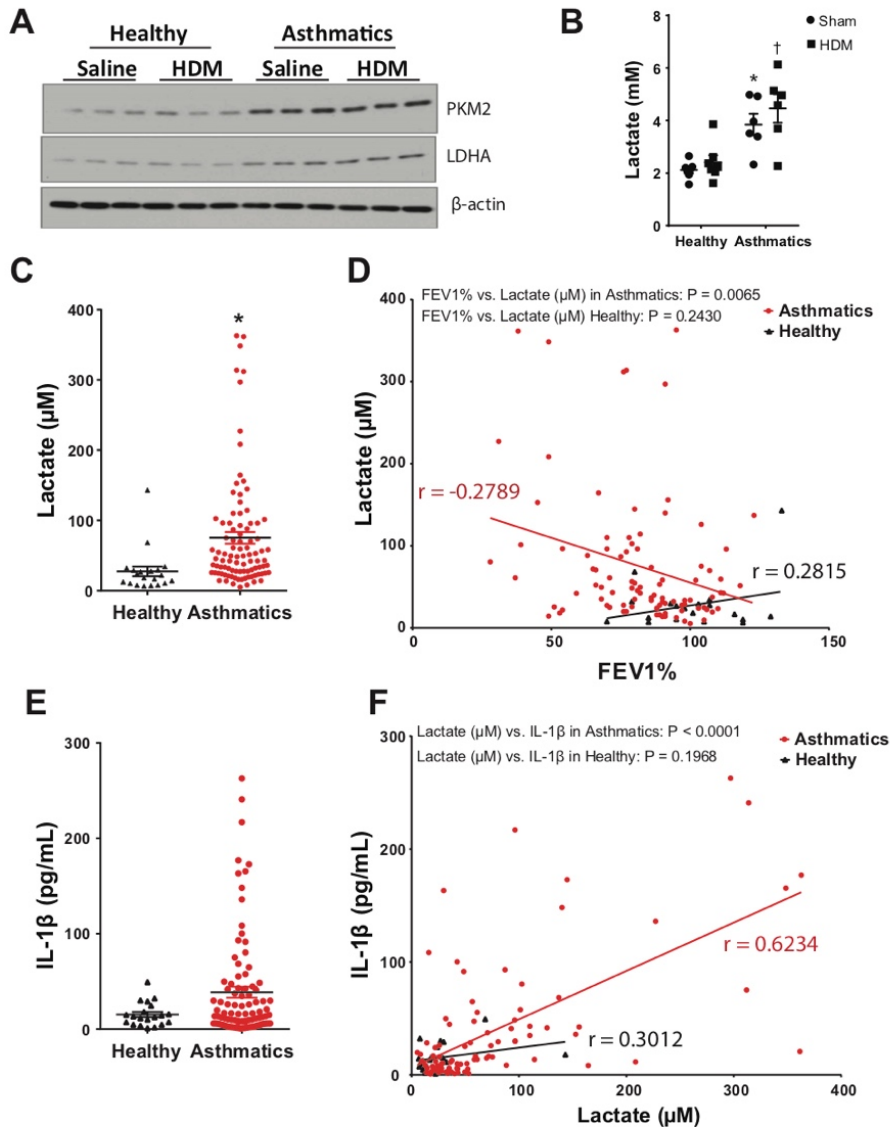 A
Healthy
Asthmatics
Saline
HDM
Saline
HDM
PKM2
LDHA
β-actin
B
Sham
HDM
Lactate (mM)
8
6
4
2
0
*
†
Healthy
Asthmatics
C
Lactate (µM)
400
300
200
100
0
*
Healthy Asthmatics
D
FEV1% vs. Lactate (µM) in Asthmatics: P = 0.0065
FEV1% vs. Lactate (µM) Healthy: P = 0.2430
Asthmatics
Healthy
Lactate (µM)
400
300
200
100
0
r = -0.2789
r = 0.2815
0
50
100
150
FEV1%
E
IL-1β (pg/mL)
300
200
100
0
Healthy Asthmatics
F
Lactate (µM) vs. IL-1β in Asthmatics: P < 0.0001
Lactate (µM) vs. IL-1β in Healthy: P = 0.1968
Asthmatics
Healthy
IL-1β (pg/mL)
300
200
100
0
r = 0.6234
r = 0.3012
0
100
200
300
400
Lactate (µM)